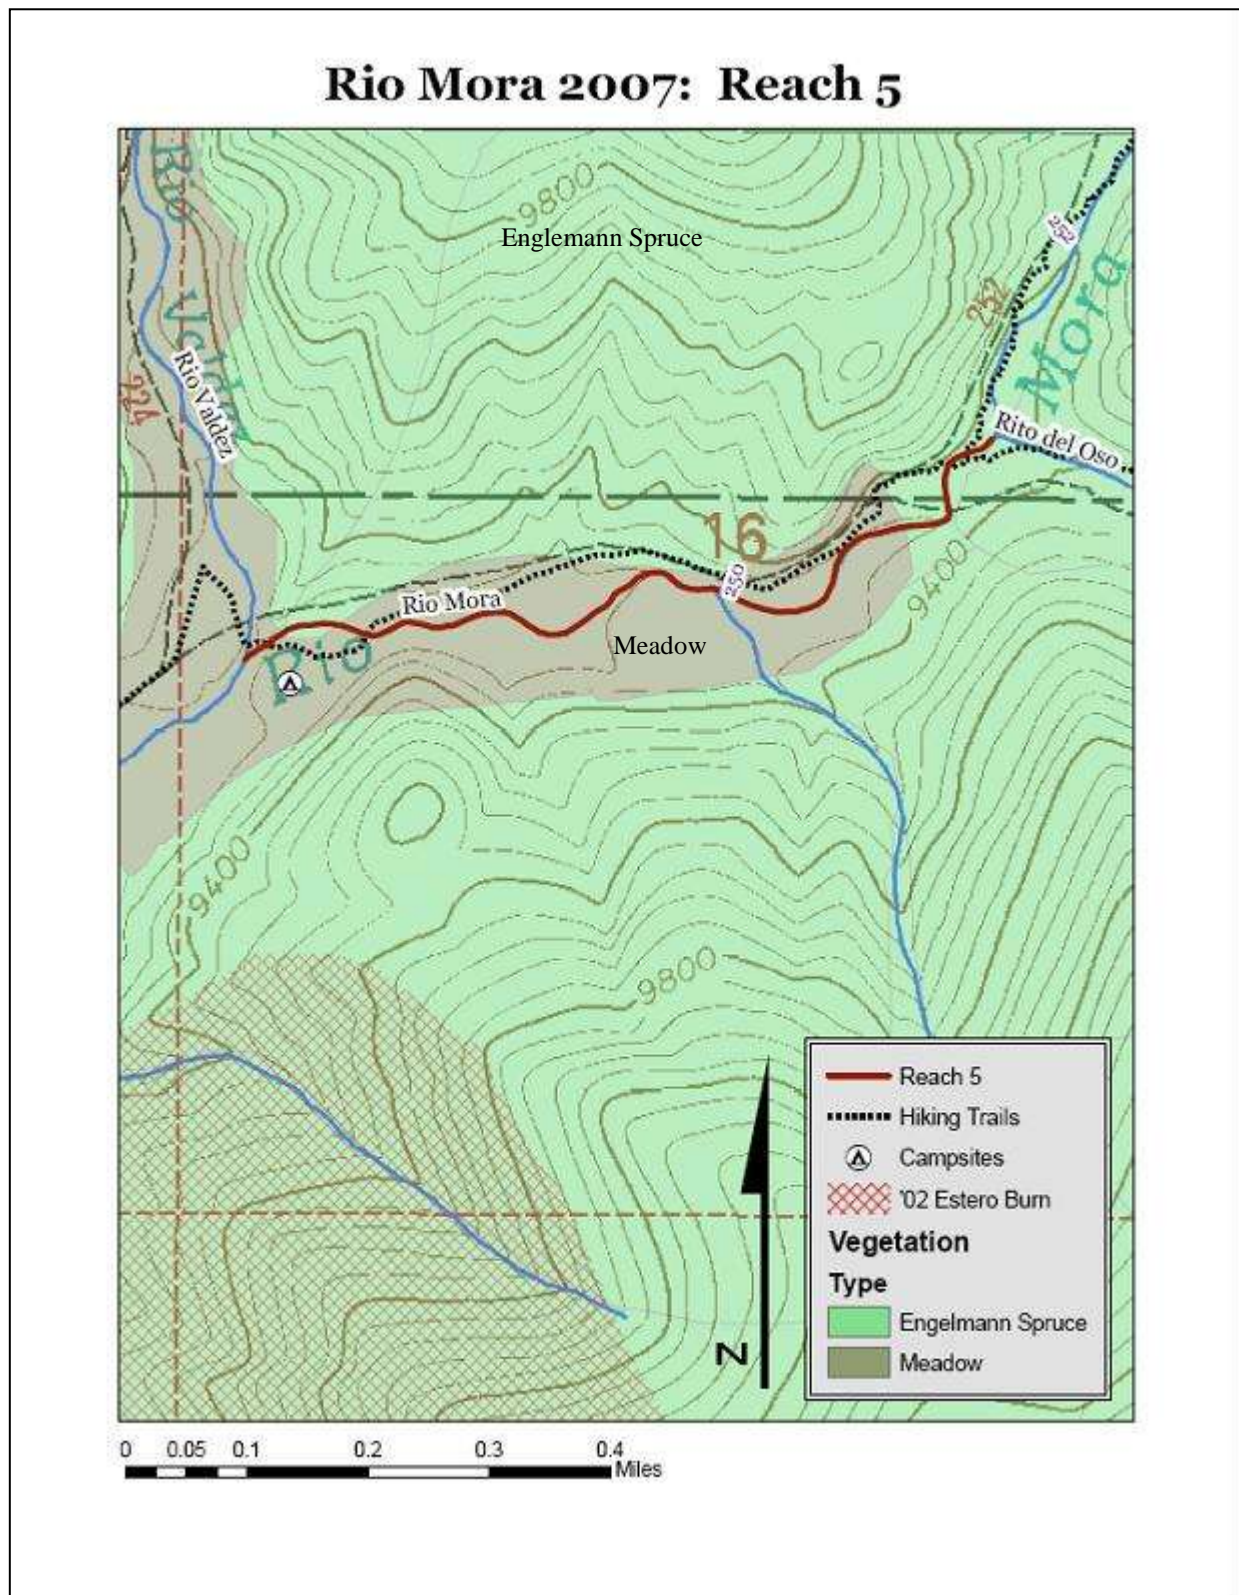 Rio Mora 2007: Reach 5
Rio
Valdez
9800
Englemann Spruce
252
252
Mora
224
Rio Valdez
Rito del Oso
16
250
9400
Rio Mora
Rio
Meadow
9400
9800
Reach 5
Hiking Trails
Campsites
'02 Estero Burn
Vegetation
Type
Engelmann Spruce
Meadow
N
0 0.05 0.1 0.2 0.3 0.4
Miles